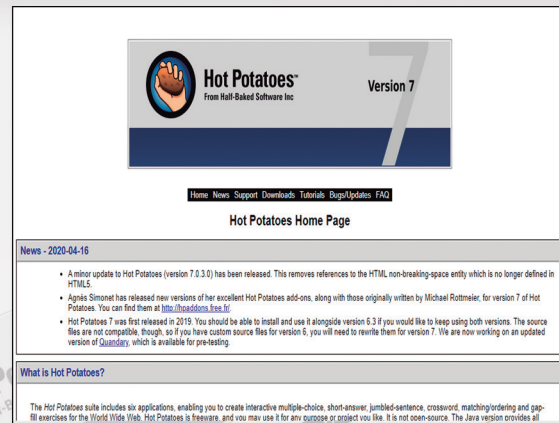 Hot Potatoes™
From Half-Baked Software Inc
Version 7
7
Home News Support Downloads Tutorials Bugs/Updates FAQ
Hot Potatoes Home Page
News - 2020-04-16
• A minor update to Hot Potatoes (version 7.0.3.0) has been released. This removes references to the HTML non-breaking-space entity which is no longer defined in
HTML5.
• Agnès Simonet has released new versions of her excellent Hot Potatoes add-ons, along with those originally written by Michael Rottmeier, for version 7 of Hot
Potatoes. You can find them at http://hpaddons.free.fr/.
• Hot Potatoes 7 was first released in 2019. You should be able to install and use it alongside version 6.3 if you would like to keep using both versions. The source
files are not compatible, though, so if you have custom source files for version 6, you will need to rewrite them for version 7. We are now working on an updated
version of Quandary, which is available for pre-testing.
What is Hot Potatoes?
The Hot Potatoes suite includes six applications, enabling you to create interactive multiple-choice, short-answer, jumbled-sentence, crossword, matching/ordering and gap-
fill exercises for the World Wide Web. Hot Potatoes is freeware, and you may use it for any purpose or project you like. It is not open-source. The Java version provides all